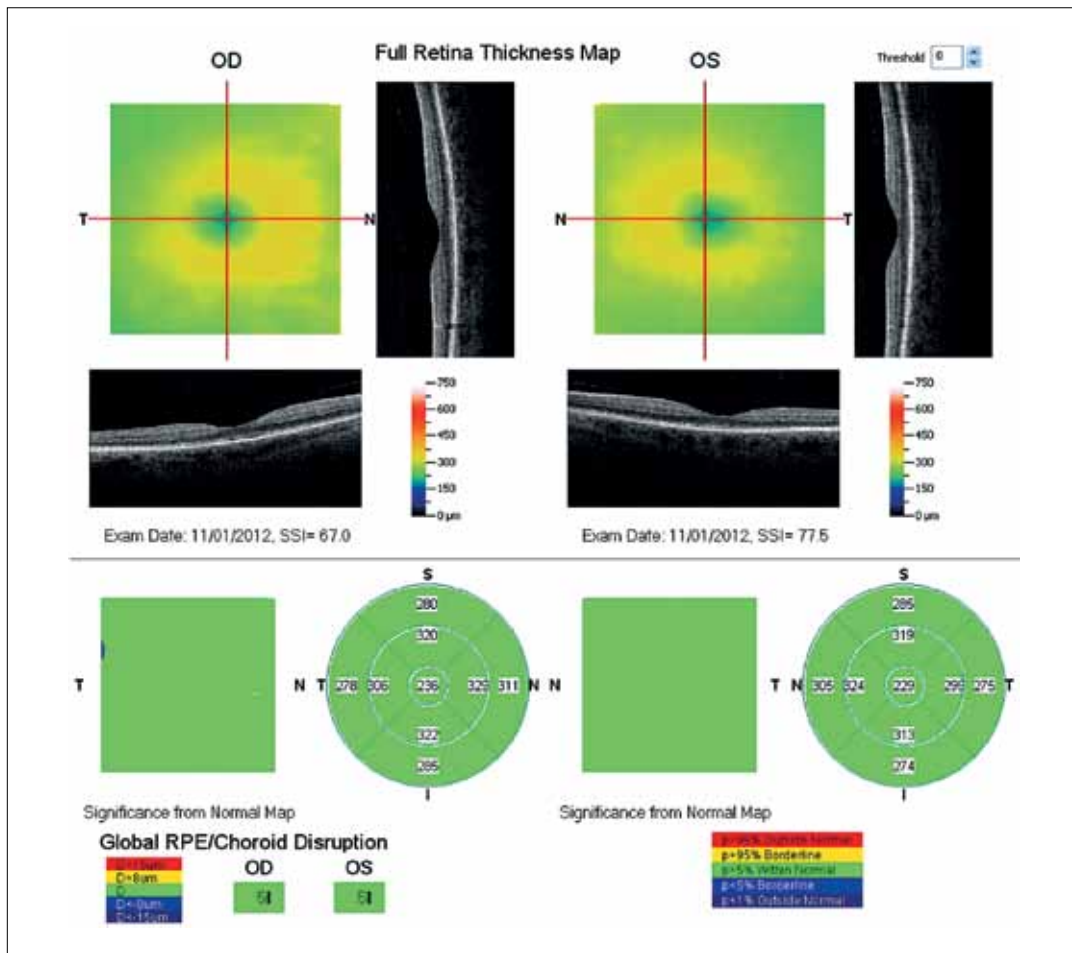 Full Retina Thickness Map
OD
OS
Threshold 0
T N
N T
750
600
450
300
150
0 µm
750
600
450
300
150
0 µm
Exam Date: 11/01/2012, SSI= 67.0
Exam Date: 11/01/2012, SSI= 77.5
S
280
320
T N T 278 306 236 329 311 N
322
285
I
S
285
319
N T N 305 324 229 299 275 T
313
274
I
Significance from Normal Map
Significance from Normal Map
Global RPE/Choroid Disruption
OD
OS
D+8um
D
p>95% Borderline
p>5% Within Normal
p<5% Borderline
p<1% Outside Normal